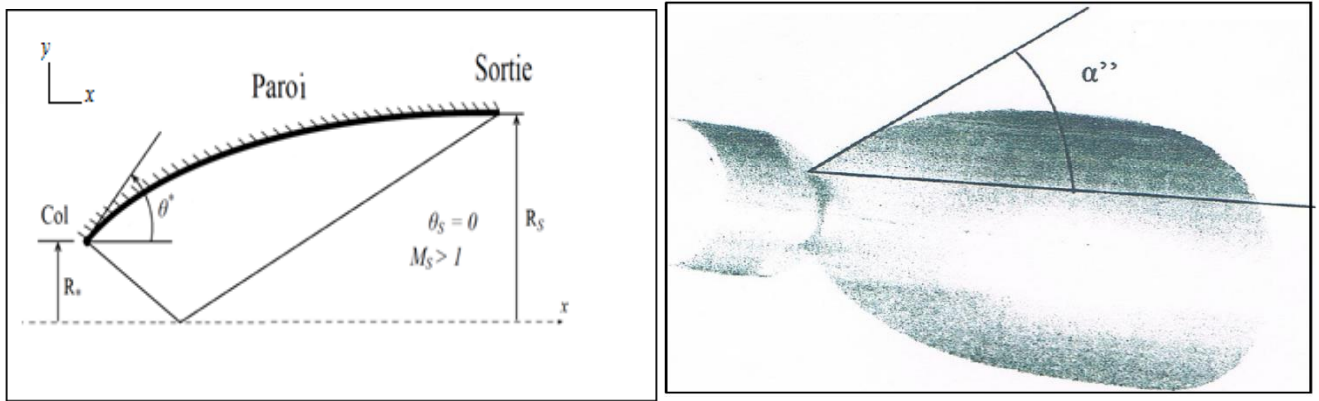 y
x
Paroi
Sortie
Col
θ*
R*
θS = 0
MS > 1
RS
x
α’’